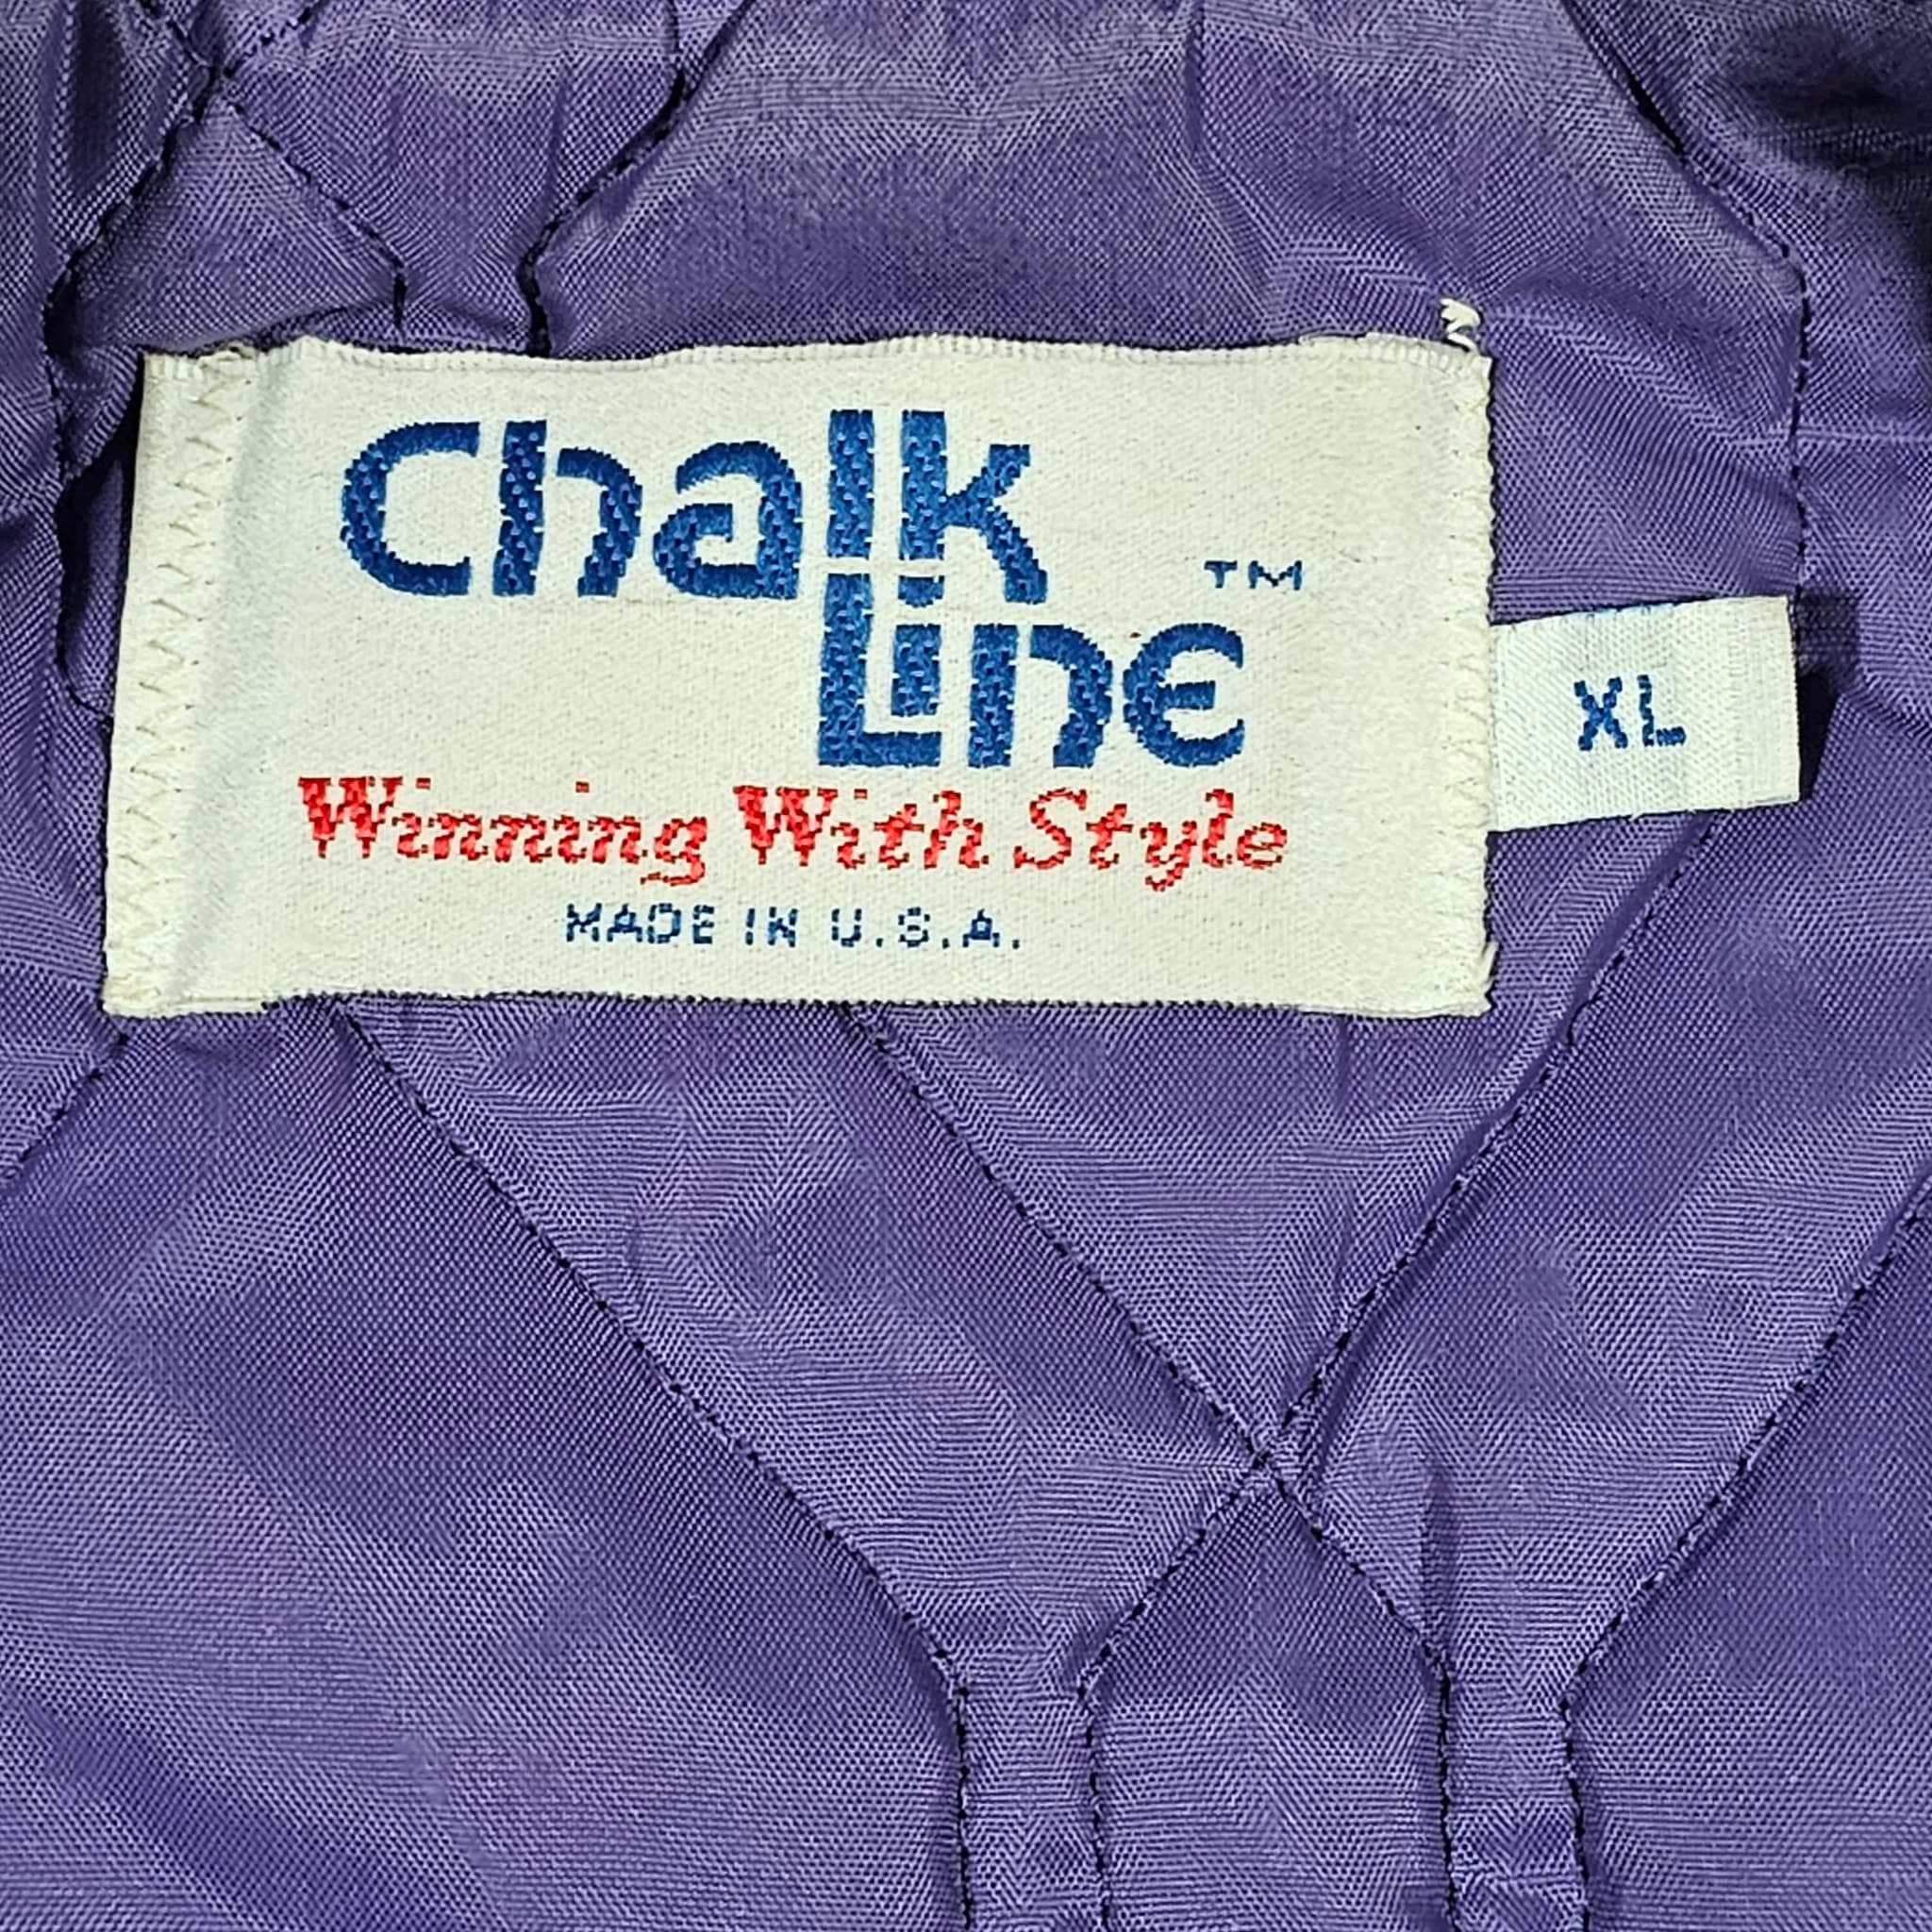 Chalk
Line ™
Winning With Style
MADE IN U.S.A.
XL